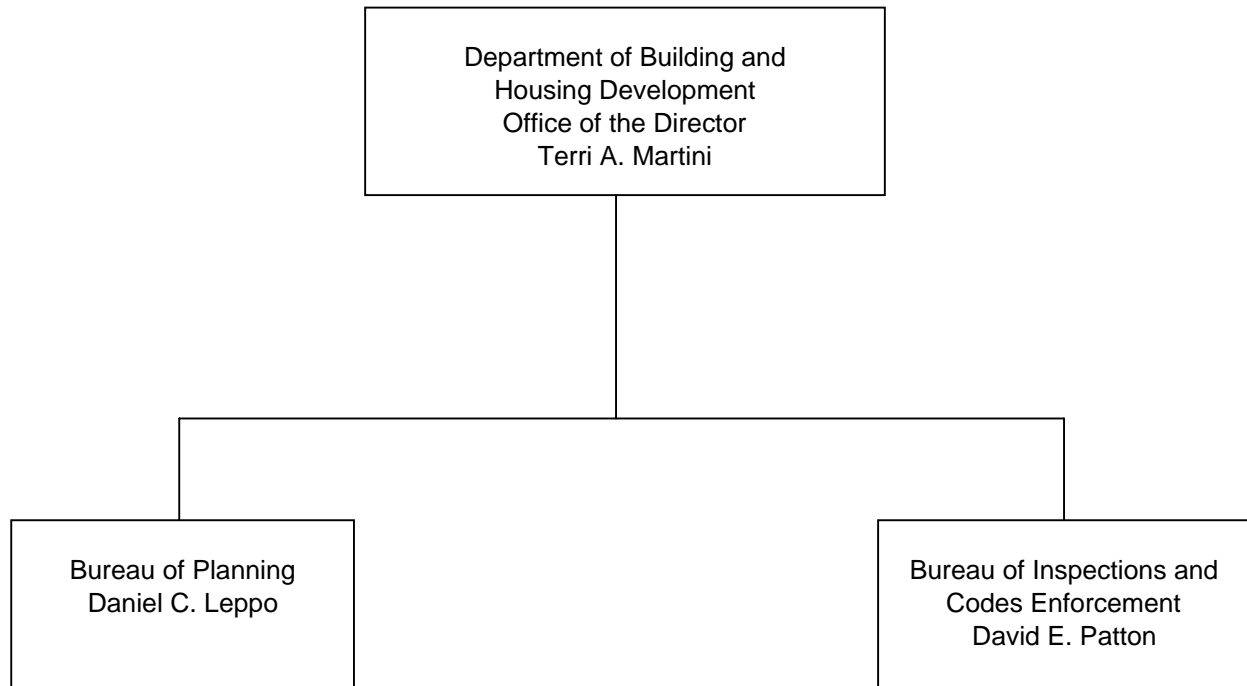 Department of Building and
Housing Development
Office of the Director
Terri A. Martini
Bureau of Planning
Daniel C. Leppo
Bureau of Inspections and
Codes Enforcement
David E. Patton